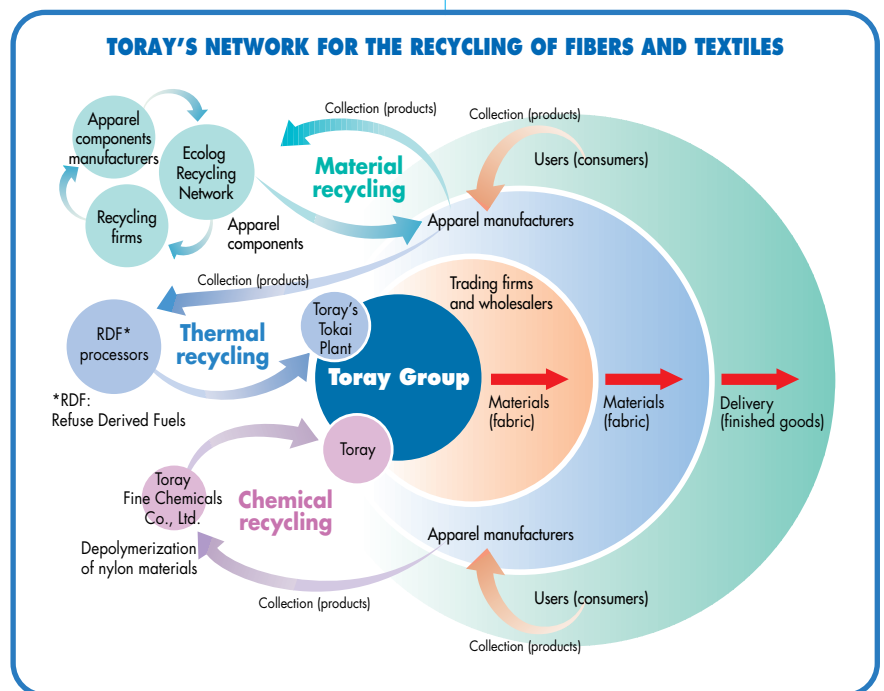 TORAY'S NETWORK FOR THE RECYCLING OF FIBERS AND TEXTILES
Collection (products)
Collection (products)
Apparel
components
manufacturers
Ecolog
Recycling
Network
Material
recycling
Users (consumers)
Recycling
firms
Apparel
components
Apparel manufacturers
Collection (products)
Trading firms
and wholesalers
RDF*
processors
Thermal
recycling
Toray's
Tokai
Plant
Toray Group
*RDF:
Refuse Derived Fuels
Materials
(fabric)
Materials
(fabric)
Delivery
(finished goods)
Toray
Toray
Fine Chemicals
Co., Ltd.
Chemical
recycling
Depolymerization
of nylon materials
Apparel manufacturers
Collection (products)
Users (consumers)
Collection (products)